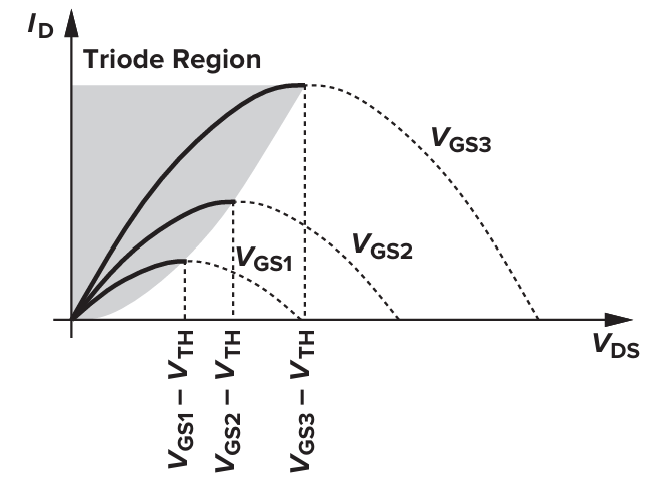 I_D
Triode Region
V_GS3
V_GS2
V_GS1
V_DS
V_GS1 – V_TH
V_GS2 – V_TH
V_GS3 – V_TH